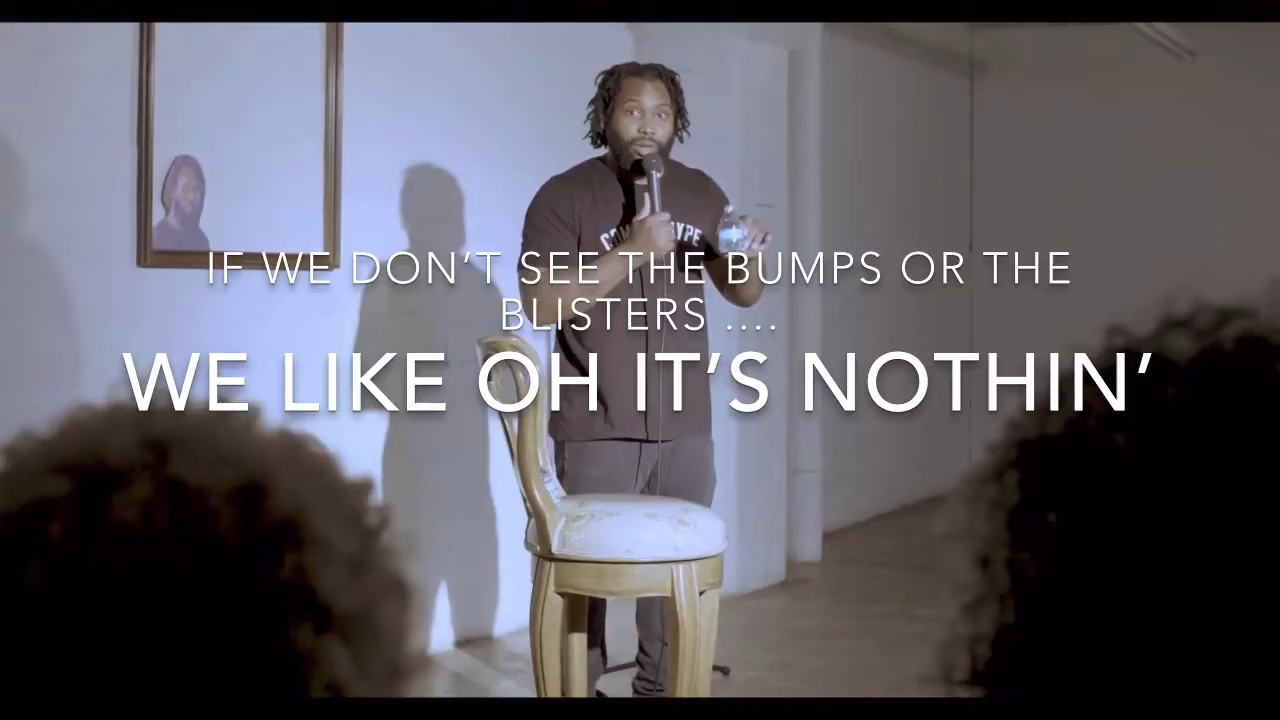 IF WE DON'T SEE THE BUMPS OR THE
BLISTERS ....
WE LIKE OH IT'S NOTHIN'